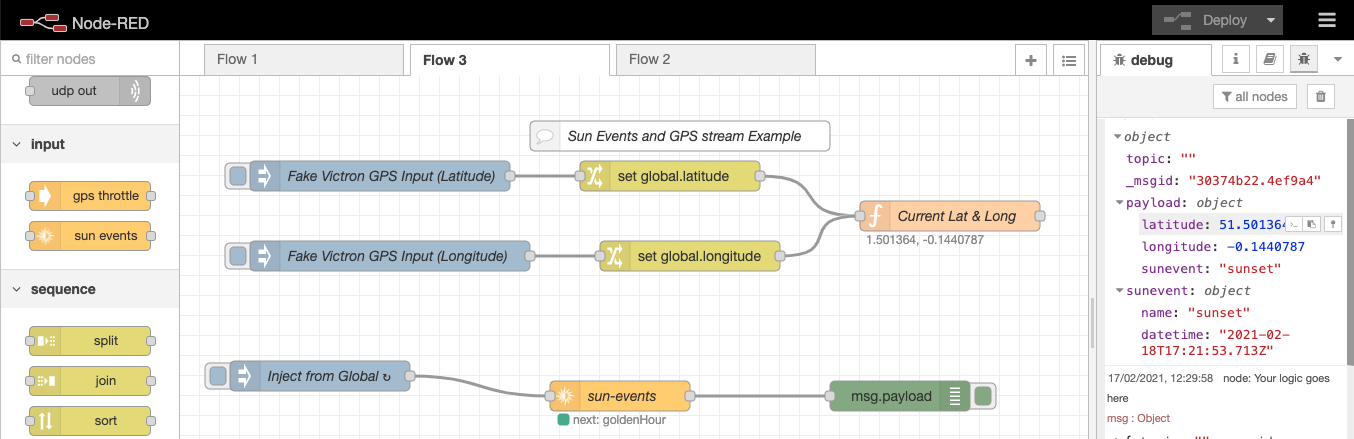 Node-RED
Deploy
filter nodes
Flow 1
Flow 3
Flow 2
debug
i
all nodes
udp out
input
gps throttle
sun events
sequence
split
join
sort
Sun Events and GPS stream Example
Fake Victron GPS Input (Latitude)
set global.latitude
Current Lat & Long
1.501364, -0.1440787
Fake Victron GPS Input (Longitude)
set global.longitude
Inject from Global ↻
sun-events
next: goldenHour
msg.payload
object
topic: ""
_msgid: "30374b22.4ef9a4"
payload: object
latitude: 51.501364
longitude: -0.1440787
sunevent: "sunset"
sunevent: object
name: "sunset"
datetime: "2021-02-
18T17:21:53.713Z"
17/02/2021, 12:29:58 node: Your logic goes
here
msg : Object